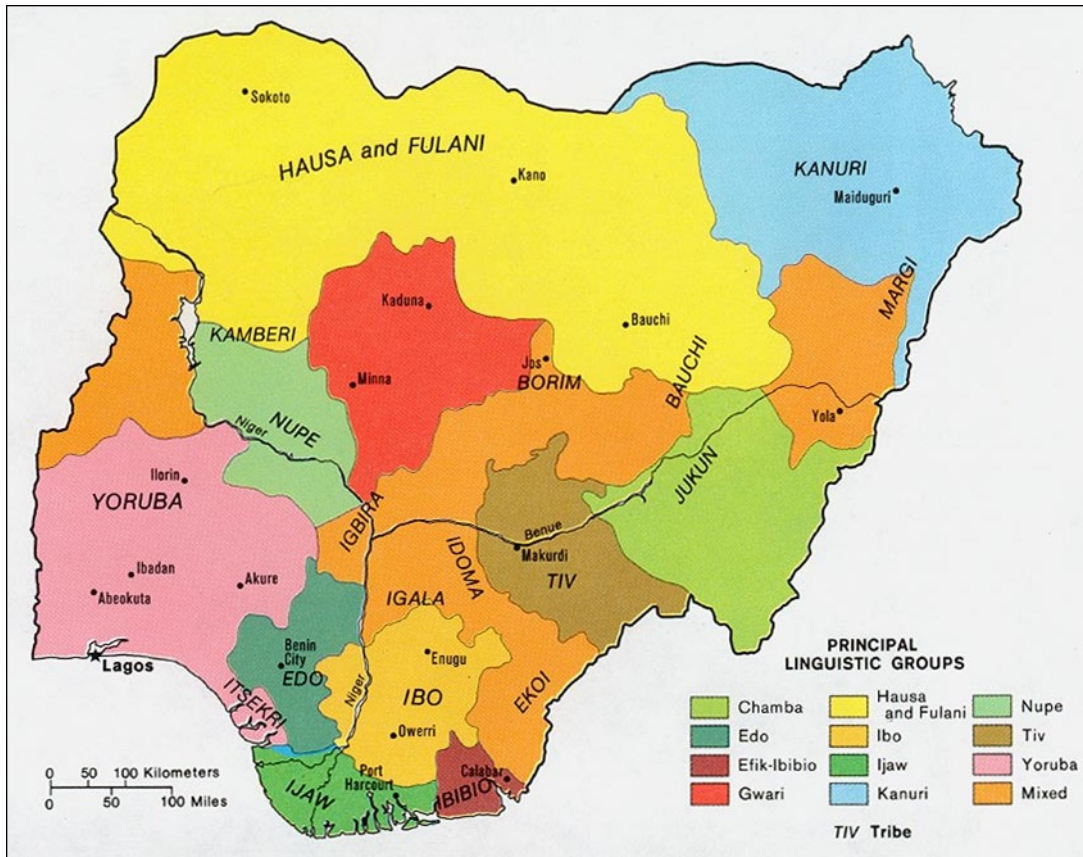 Sokoto
HAUSA and FULANI
Kano
KANURI
Maiduguri
MARGI
Kaduna
KAMBERI
Bauchi
BAUCHI
Jos
BORIM
Minna
Yola
NUPE
Niger
Ilorin
YORUBA
JUKUN
IGBIRA
Benue
Makurdi
IDOMA
TIV
Ibadan
Akure
Abeokuta
IGALA
Lagos
Benin
City
EDO
Enugu
IBO
Niger
ITSEKRI
EKOI
Owerri
Port
Harcourt
Calabar
IJAW
IBIBIO
0 50 100 Kilometers
0 50 100 Miles
PRINCIPAL
LINGUISTIC GROUPS
Chamba
Edo
Efik-Ibibio
Gwari
Hausa
and Fulani
Ibo
Ijaw
Kanuri
Nupe
Tiv
Yoruba
Mixed
TIV Tribe